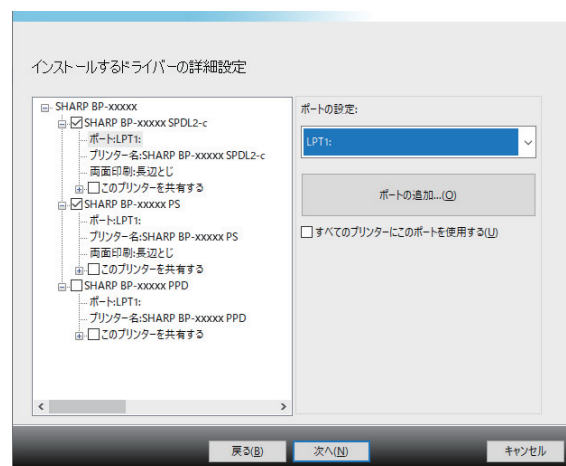 インストールするドライバーの詳細設定
SHARP BP-xxxxx
SHARP BP-xxxxx SPDL2-c
ポート:LPT1:
プリンター名:SHARP BP-xxxxx SPDL2-c
両面印刷:長辺とじ
このプリンターを共有する
SHARP BP-xxxxx PS
ポート:LPT1:
プリンター名:SHARP BP-xxxxx PS
両面印刷:長辺とじ
このプリンターを共有する
SHARP BP-xxxxx PPD
ポート:LPT1:
プリンター名:SHARP BP-xxxxx PPD
このプリンターを共有する
ポートの設定:
LPT1:
ポートの追加...(O)
すべてのプリンターにこのポートを使用する(U)
戻る(B)
次へ(N)
キャンセル